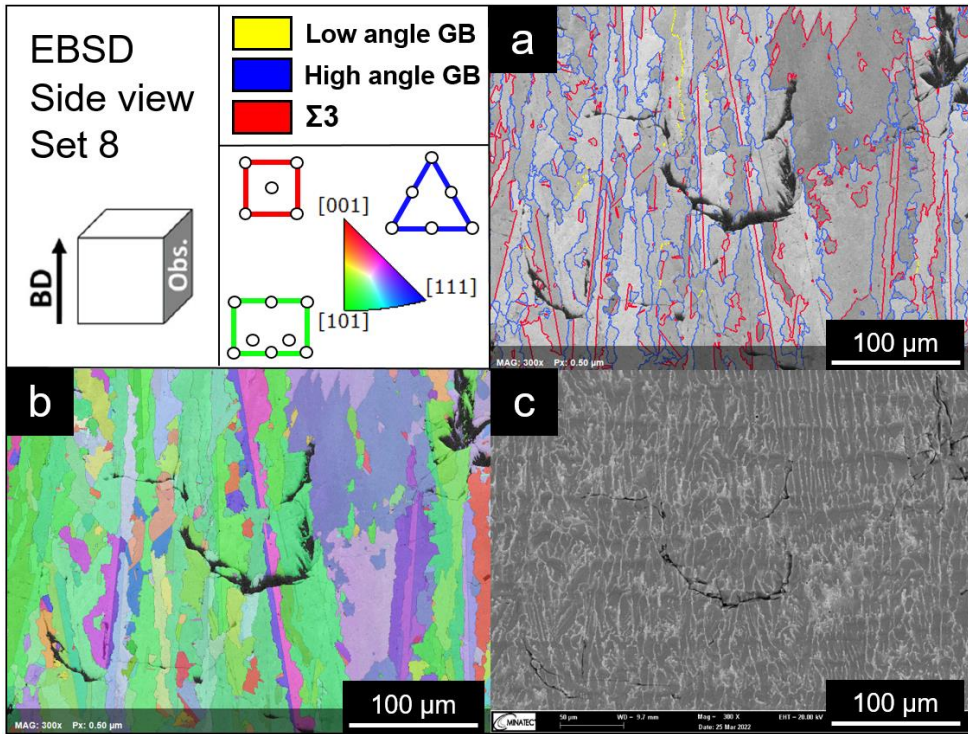 EBSD
Side view
Set 8
BD
Obs.
Low angle GB
High angle GB
Σ3
[001]
[111]
[101]
a
MAG: 300x Px: 0.50 µm
100 µm
b
MAG: 300x Px: 0.50 µm
100 µm
c
MINATEC
50 µm
WD = 9.7 mm
Mag = 300 X
EHT = 20.00 kV
Date: 25 Mar 2022
100 µm